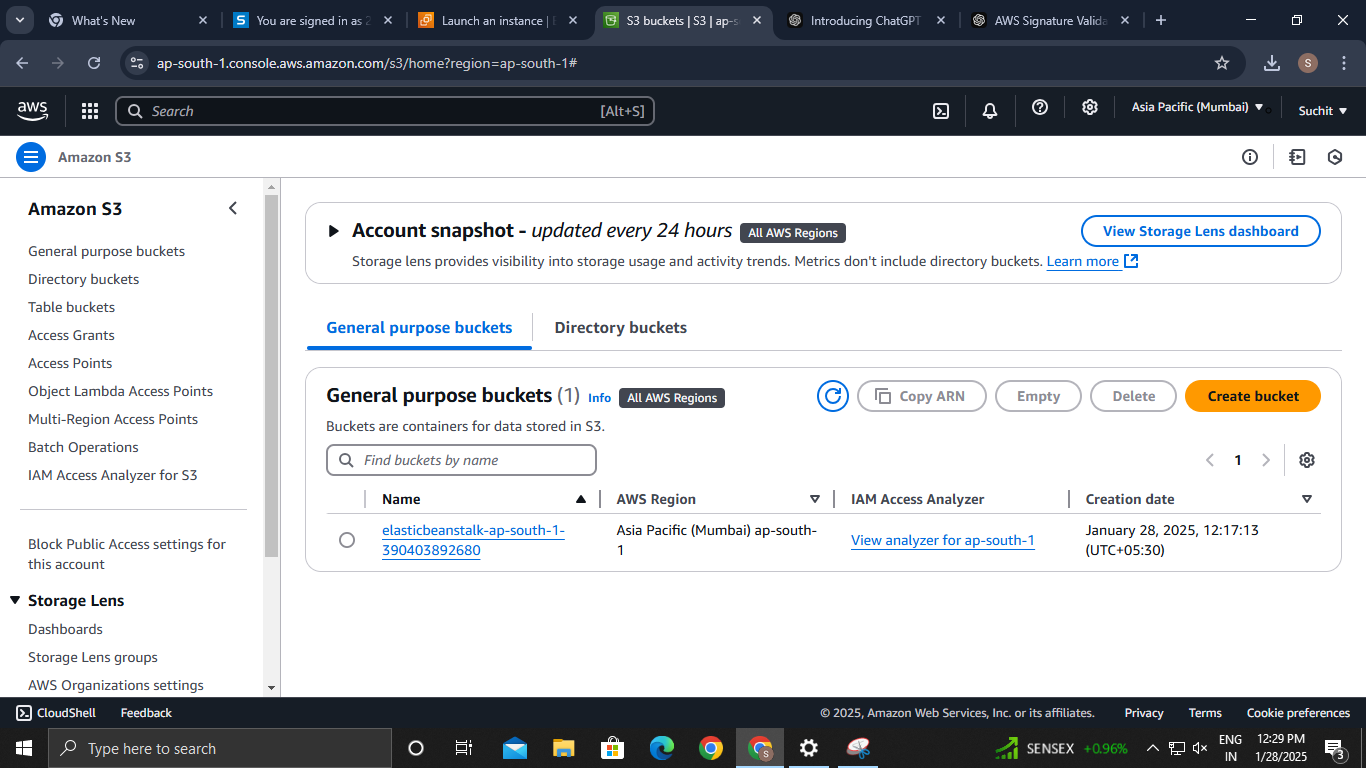 What's New
You are signed in as 2
Launch an instance | E
S3 buckets | S3 | ap-s
Introducing ChatGPT
AWS Signature Valida
ap-south-1.console.aws.amazon.com/s3/home?region=ap-south-1#
S
aws
Search
[Alt+S]
Asia Pacific (Mumbai)
Suchit
Amazon S3
Amazon S3
General purpose buckets
Directory buckets
Table buckets
Access Grants
Access Points
Object Lambda Access Points
Multi-Region Access Points
Batch Operations
IAM Access Analyzer for S3
Block Public Access settings for
this account
Storage Lens
Dashboards
Storage Lens groups
AWS Organizations settings
Account snapshot - updated every 24 hours All AWS Regions
View Storage Lens dashboard
Storage lens provides visibility into storage usage and activity trends. Metrics don't include directory buckets. Learn more
General purpose buckets
Directory buckets
General purpose buckets (1) Info All AWS Regions
Copy ARN
Empty
Delete
Create bucket
Buckets are containers for data stored in S3.
Find buckets by name
1
Name
AWS Region
IAM Access Analyzer
Creation date
elasticbeanstalk-ap-south-1-
390403892680
Asia Pacific (Mumbai) ap-south-
1
View analyzer for ap-south-1
January 28, 2025, 12:17:13
(UTC+05:30)
CloudShell
Feedback
© 2025, Amazon Web Services, Inc. or its affiliates.
Privacy
Terms
Cookie preferences
Type here to search
S
SENSEX +0.96%
ENG
IN
12:29 PM
1/28/2025
3